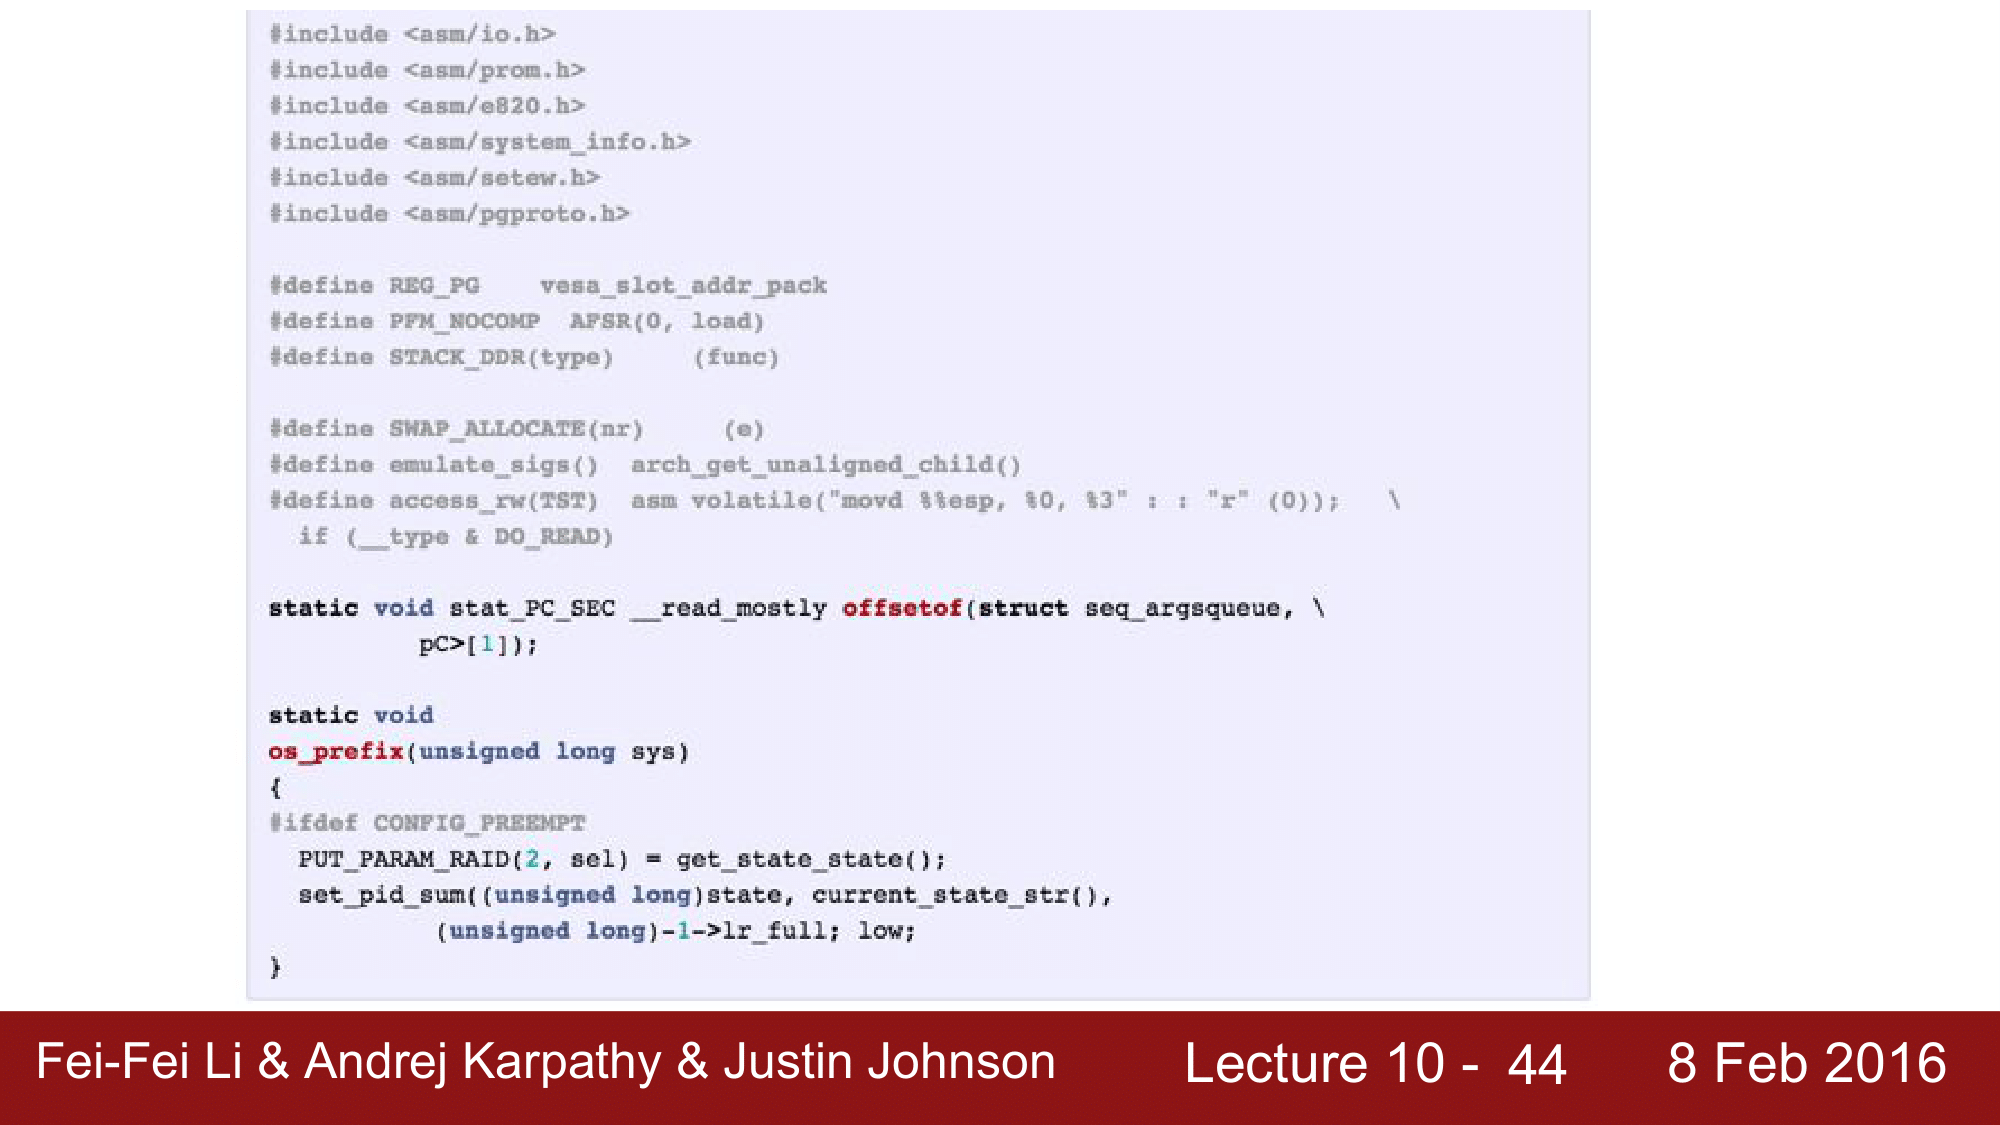 #include <asm/io.h>
#include <asm/prom.h>
#include <asm/e820.h>
#include <asm/system_info.h>
#include <asm/setew.h>
#include <asm/pgproto.h>
#define REG_PG    vesa_slot_addr_pack
#define PFM_NOCOMP  AFSR(0, load)
#define STACK_DDR(type)     (func)
#define SWAP_ALLOCATE(nr)     (e)
#define emulate_sigs()  arch_get_unaligned_child()
#define access_rw(TST)  asm volatile("movd %%esp, %0, %3" : : "r" (0));   \
  if (__type & DO_READ)
static void stat_PC_SEC __read_mostly offsetof(struct seq_argsqueue, \
          pC>[1]);
static void
os_prefix(unsigned long sys)
{
#ifdef CONFIG_PREEMPT
  PUT_PARAM_RAID(2, sel) = get_state_state();
  set_pid_sum((unsigned long)state, current_state_str(),
           (unsigned long)-1->lr_full; low;
}
Fei-Fei Li & Andrej Karpathy & Justin Johnson Lecture 10 - 44 8 Feb 2016